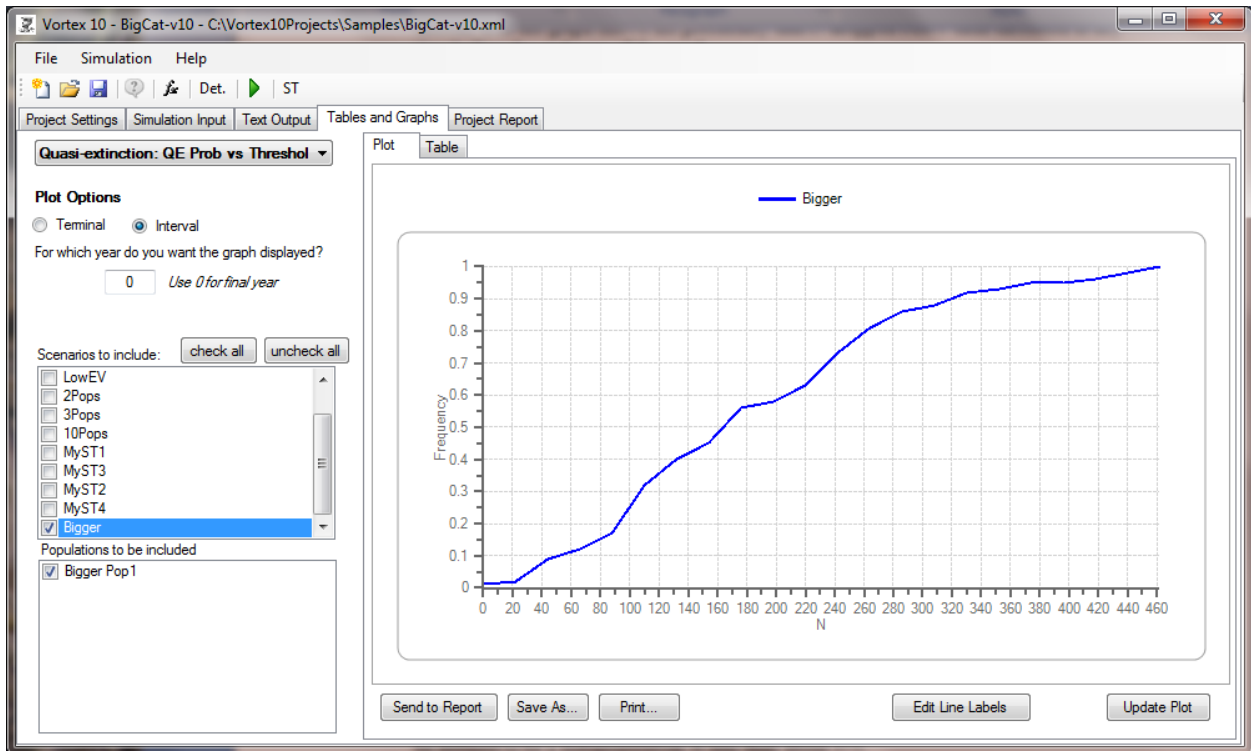 Vortex 10 - BigCat-v10 - C:\Vortex10Projects\Samples\BigCat-v10.xml
File Simulation Help
Det. ST
Project Settings Simulation Input Text Output Tables and Graphs Project Report
Quasi-extinction: QE Prob vs Threshol
Plot Options
Terminal Interval
For which year do you want the graph displayed?
0 Use 0 for final year
Scenarios to include: check all uncheck all
LowEV
2Pops
3Pops
10Pops
MyST1
MyST3
MyST2
MyST4
Bigger
Populations to be included
Bigger Pop1
Plot Table
Bigger
Frequency
1
0.9
0.8
0.7
0.6
0.5
0.4
0.3
0.2
0.1
0
0 20 40 60 80 100 120 140 160 180 200 220 240 260 280 300 320 340 360 380 400 420 440 460
N
Send to Report Save As... Print... Edit Line Labels Update Plot